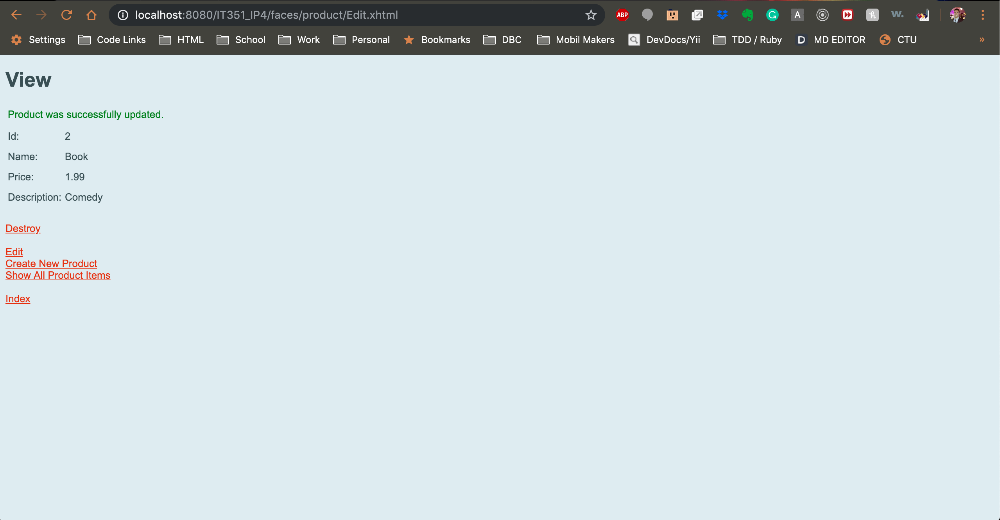 localhost:8080/IT351_IP4/faces/product/Edit.xhtml ABP G A h w.
Settings Code Links HTML School Work Personal Bookmarks DBC Mobil Makers DevDocs/Yii TDD / Ruby D MD EDITOR CTU »
View
Product was successfully updated.
Id: 2
Name: Book
Price: 1.99
Description: Comedy
Destroy
Edit
Create New Product
Show All Product Items
Index